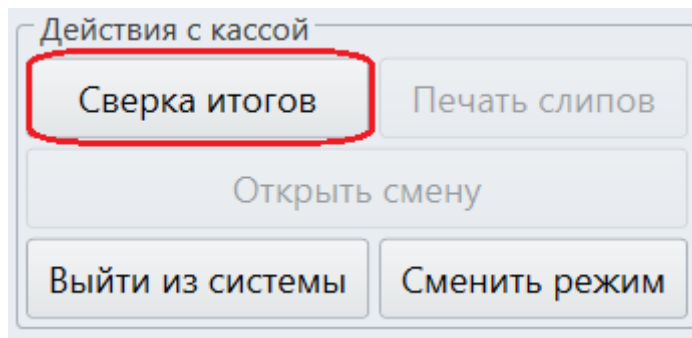 Действия с кассой
Сверка итогов Печать слипов
Открыть смену
Выйти из системы Сменить режим